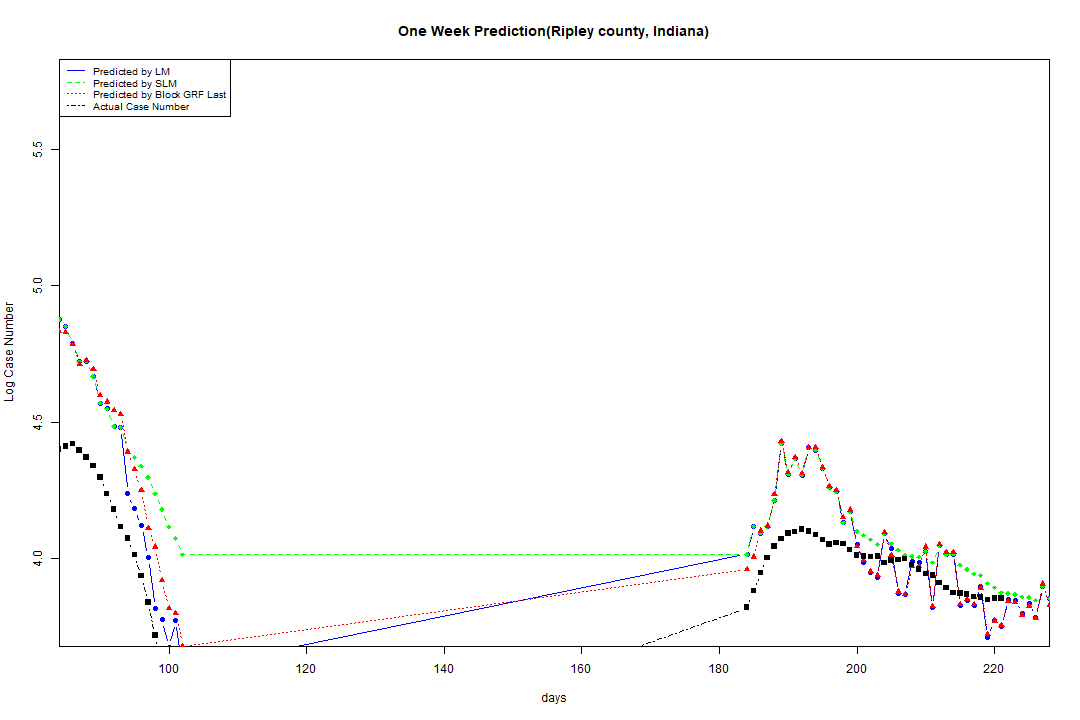 One Week Prediction(Ripley county, Indiana)
Predicted by LM
Predicted by SLM
Predicted by Block GRF Last
Actual Case Number
Log Case Number
5.5
5.0
4.5
4.0
100 120 140 160 180 200 220
days